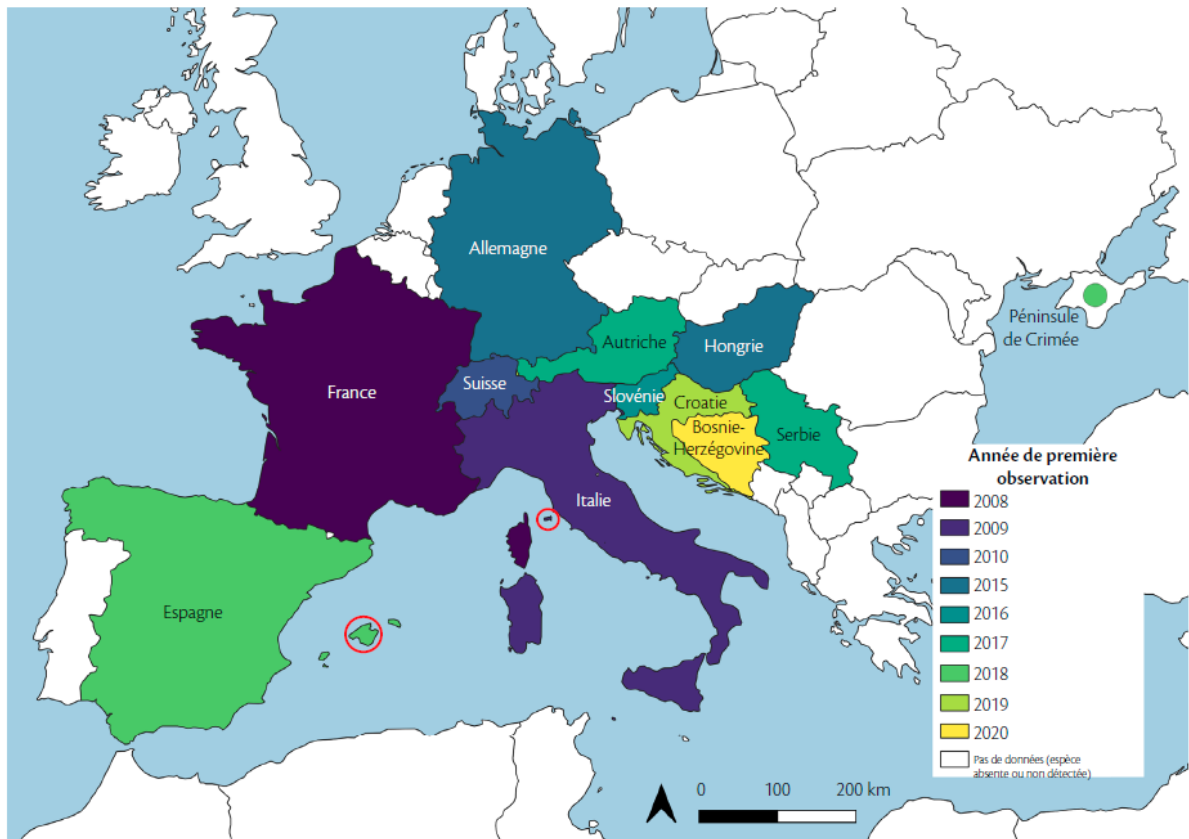 Allemagne
Péninsule
de Crimée
Autriche
Hongrie
Suisse
France
Slovénie
Croatie
Bosnie-
Herzégovine
Serbie
Italie
Espagne
Année de première
observation
2008
2009
2010
2015
2016
2017
2018
2019
2020
Pas de données (espèce
absente ou non détectée)
0 100 200 km